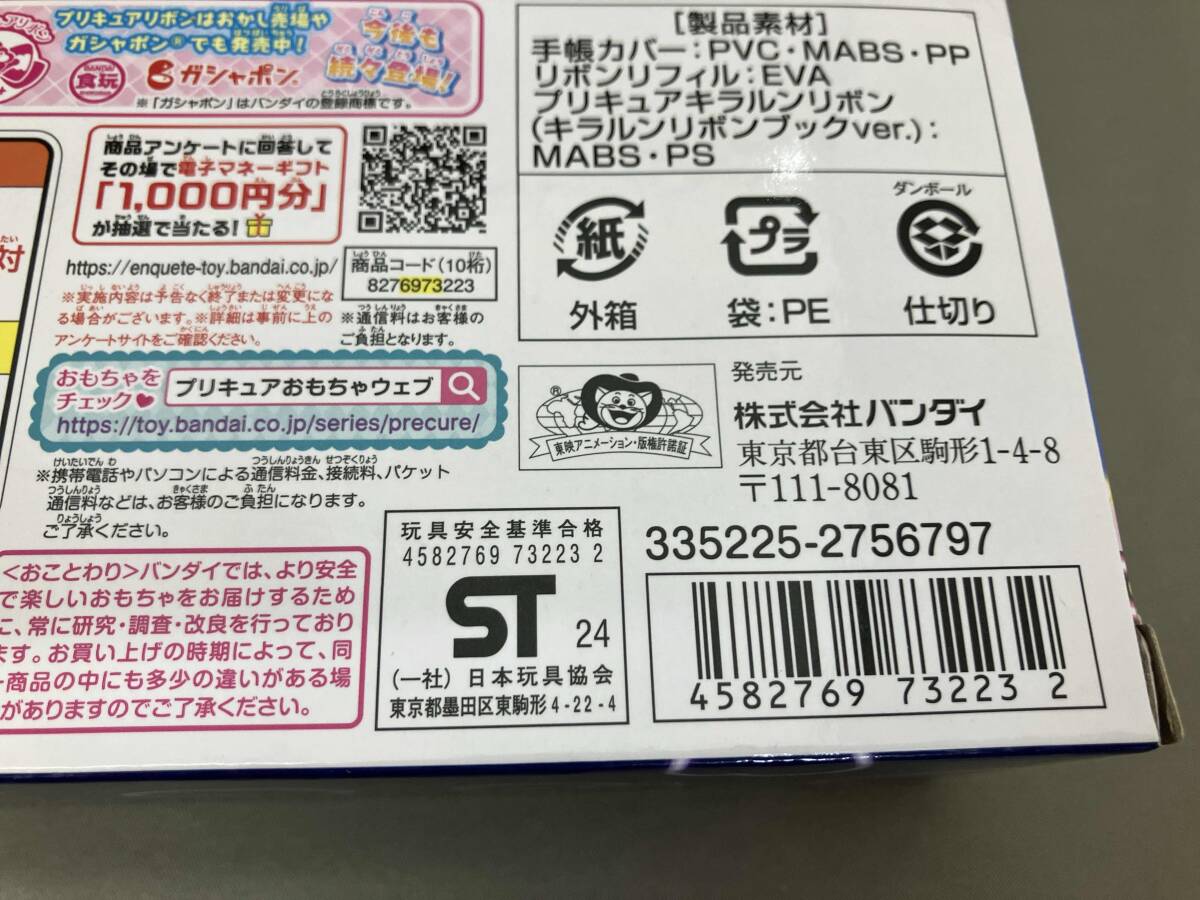 プリキュアリボンはおかし売場や
ガシャポン®でも発売中!
BANDAI
食玩
ガシャポン®
今後も
続々登場!
※「ガシャポン」はバンダイの登録商標です。
商品アンケートに回答して
その場で電子マネーギフト
「1,000円分」
が抽選で当たる!
https://enquete-toy.bandai.co.jp/
商品コード(10桁)
8276973223
※実施内容は予告なく終了または変更にな
る場合がございます。※詳細は事前に上の
アンケートサイトをご確認ください。
※通信料はお客様の
ご負担となります。
おもちゃを
チェック♥
プリキュアおもちゃウェブ
https://toy.bandai.co.jp/series/precure/
※携帯電話やパソコンによる通信料金、接続料、パケット
通信料などは、お客様のご負担になります。
ご了承ください。
<おことわり>バンダイでは、より安全
で楽しいおもちゃをお届けするため
に、常に研究・調査・改良を行っており
ます。お買い上げの時期によって、同
一商品の中にも多少の違いがある場
がありますのでご了承ください。
対
[製品素材]
手帳カバー:PVC・MABS・PP
リボンリフィル:EVA
プリキュアキラルンリボン
(キラルンリボンブックver.):
MABS・PS
紙
外箱
プラ
袋:PE
ダンボール
仕切り
®
東映アニメーション・版権許諾証
発売元
株式会社バンダイ
東京都台東区駒形1-4-8
〒111-8081
玩具安全基準合格
4582769 73223 2
ST 24
(一社)日本玩具協会
東京都墨田区東駒形4-22-4
335225-2756797
4582769 73223 2